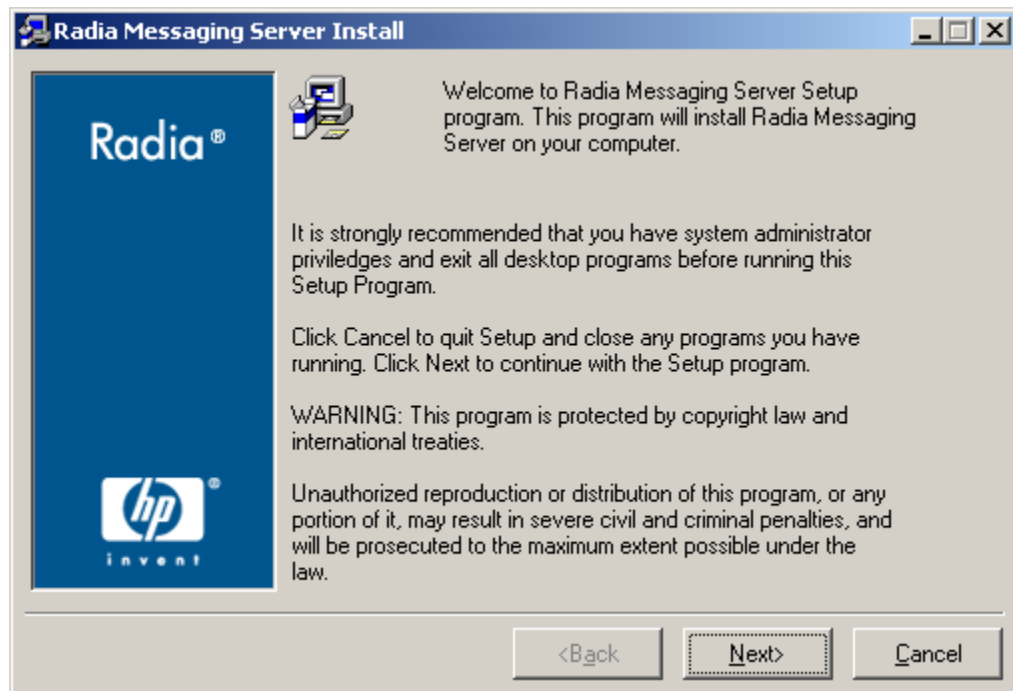 Radia Messaging Server Install
Radia®
Welcome to Radia Messaging Server Setup
program. This program will install Radia Messaging
Server on your computer.
It is strongly recommended that you have system administrator
priviledges and exit all desktop programs before running this
Setup Program.
Click Cancel to quit Setup and close any programs you have
running. Click Next to continue with the Setup program.
WARNING: This program is protected by copyright law and
international treaties.
Unauthorized reproduction or distribution of this program, or any
portion of it, may result in severe civil and criminal penalties, and
will be prosecuted to the maximum extent possible under the
law.
hp®
invent
<Back
Next>
Cancel